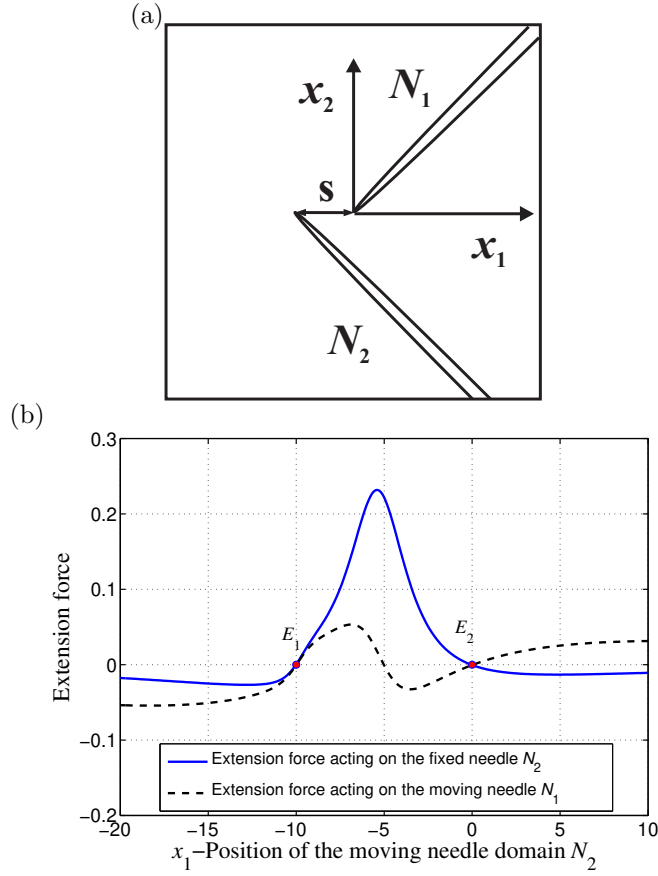 (a)
x₂
N₁
s
x₁
N₂
(b)
0.3
0.2
0.1
0
−0.1
−0.2
Extension force
E₁
E₂
Extension force acting on the fixed needle N₂
Extension force acting on the moving needle N₁
−20 −15 −10 −5 0 5 10
x₁−Position of the moving needle domain N₂